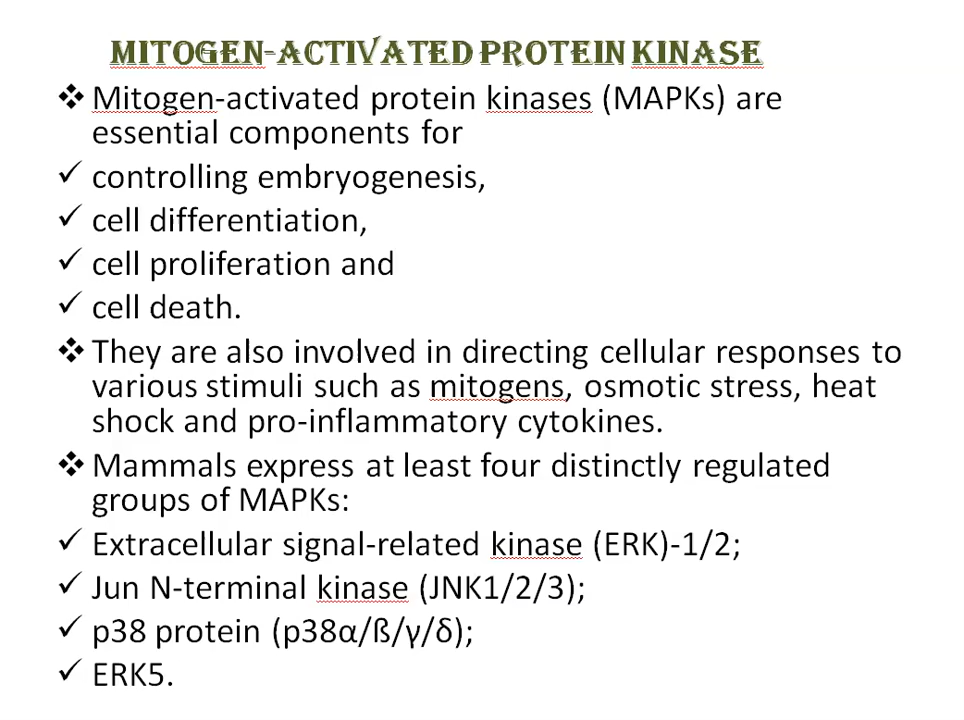 MITOGEN-ACTIVATED PROTEIN KINASE
❖ Mitogen-activated protein kinases (MAPKs) are
essential components for
✓ controlling embryogenesis,
✓ cell differentiation,
✓ cell proliferation and
✓ cell death.
❖ They are also involved in directing cellular responses to
various stimuli such as mitogens, osmotic stress, heat
shock and pro-inflammatory cytokines.
❖ Mammals express at least four distinctly regulated
groups of MAPKs:
✓ Extracellular signal-related kinase (ERK)-1/2;
✓ Jun N-terminal kinase (JNK1/2/3);
✓ p38 protein (p38α/ß/γ/δ);
✓ ERK5.